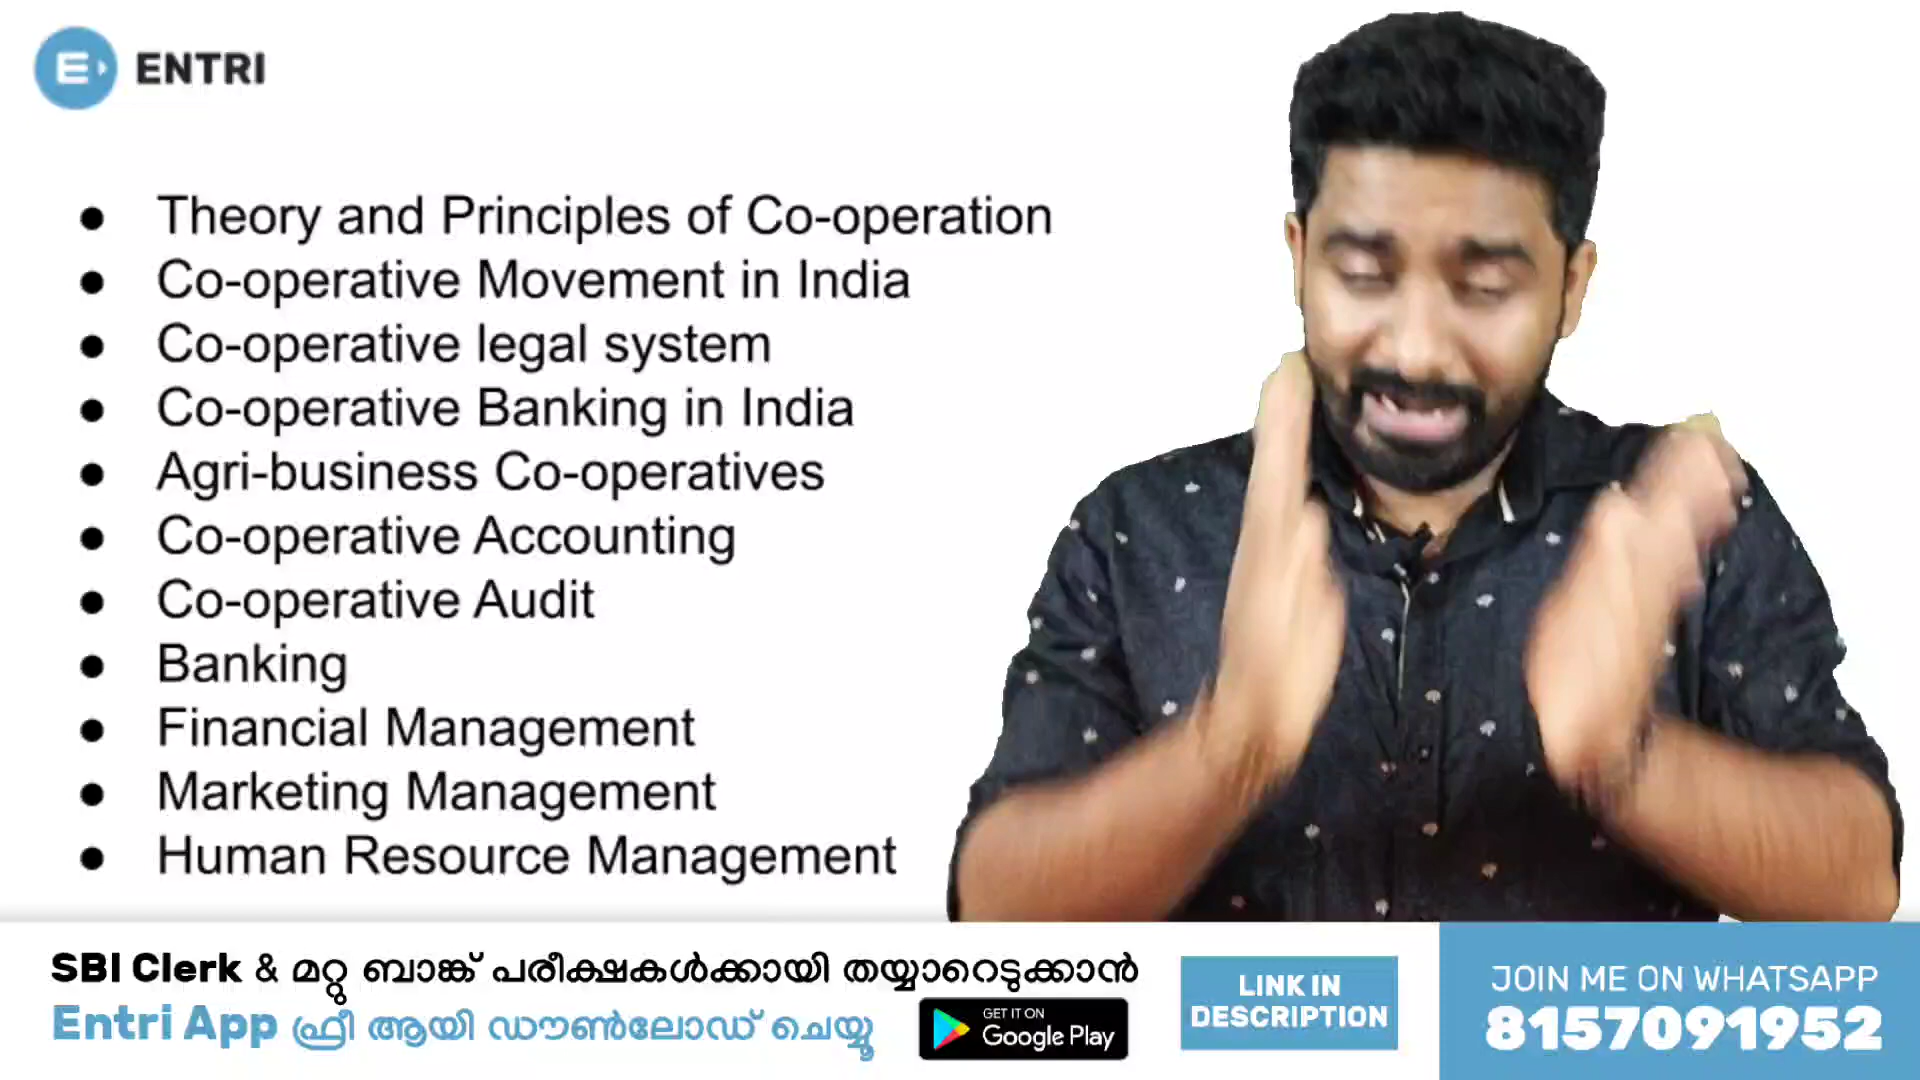 ENTRI
● Theory and Principles of Co-operation
● Co-operative Movement in India
● Co-operative legal system
● Co-operative Banking in India
● Agri-business Co-operatives
● Co-operative Accounting
● Co-operative Audit
● Banking
● Financial Management
● Marketing Management
● Human Resource Management
SBI Clerk & മറ്റു ബാങ്ക് പരീക്ഷകൾക്കായി തയ്യാറെടുക്കാൻ
Entri App ഫ്രീ ആയി ഡൗൺലോഡ് ചെയ്യൂ
GET IT ON
Google Play
LINK IN
DESCRIPTION
JOIN ME ON WHATSAPP
8157091952